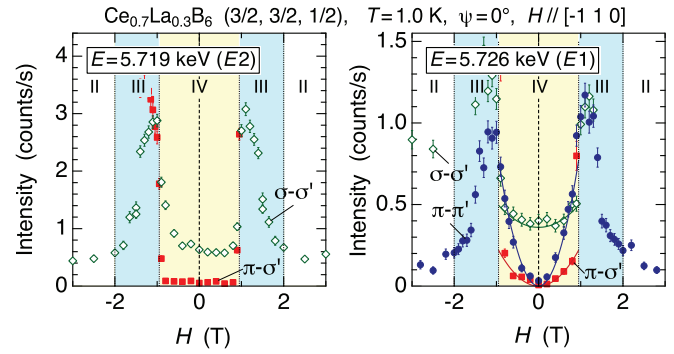 Ce0.7La0.3B6 (3/2, 3/2, 1/2), T=1.0 K, ψ=0°, H // [-1 1 0]
E=5.719 keV (E2)
II III IV III II
Intensity (counts/s)
4
3
2
1
0
σ-σ'
π-σ'
-2 0 2
H (T)
E=5.726 keV (E1)
II III IV III II
Intensity (counts/s)
1.5
1.0
0.5
0
σ-σ'
π-π'
π-σ'
-2 0 2
H (T)